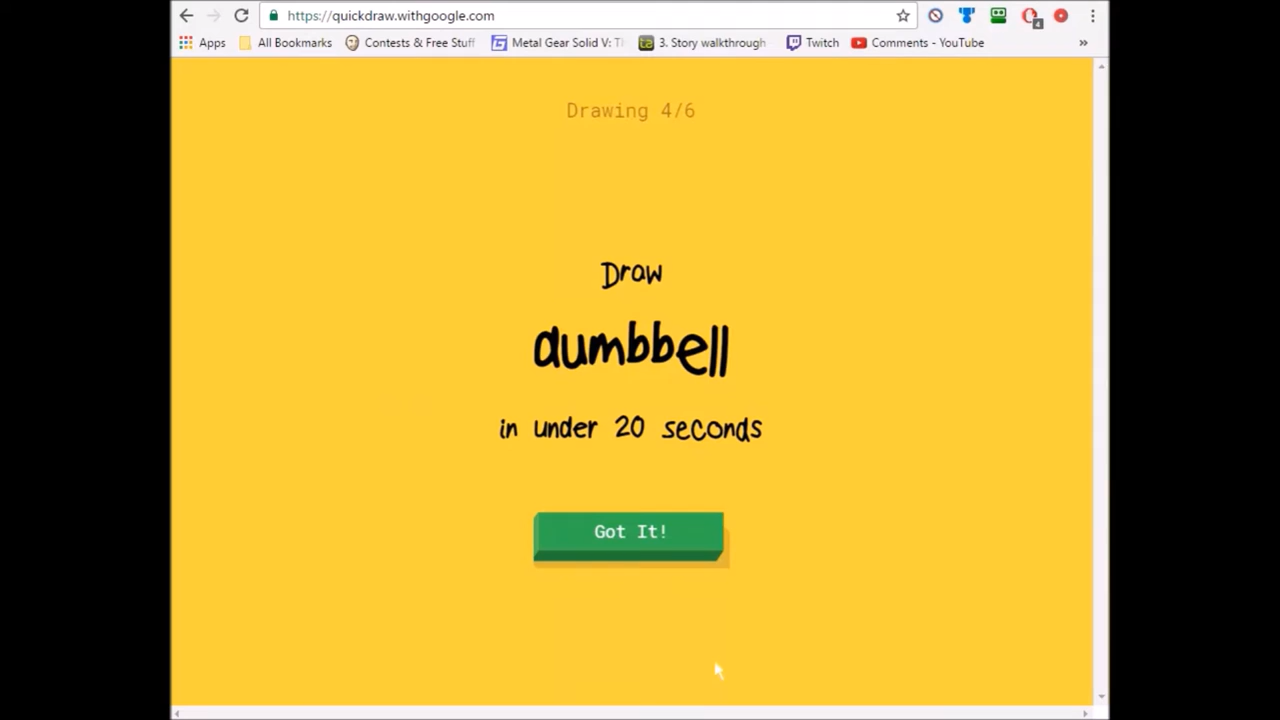 https://quickdraw.withgoogle.com
4
Apps All Bookmarks Contests & Free Stuff Metal Gear Solid V: T 3. Story walkthrough Twitch Comments - YouTube »
Drawing 4/6
Draw
dumbbell
in under 20 seconds
Got It!